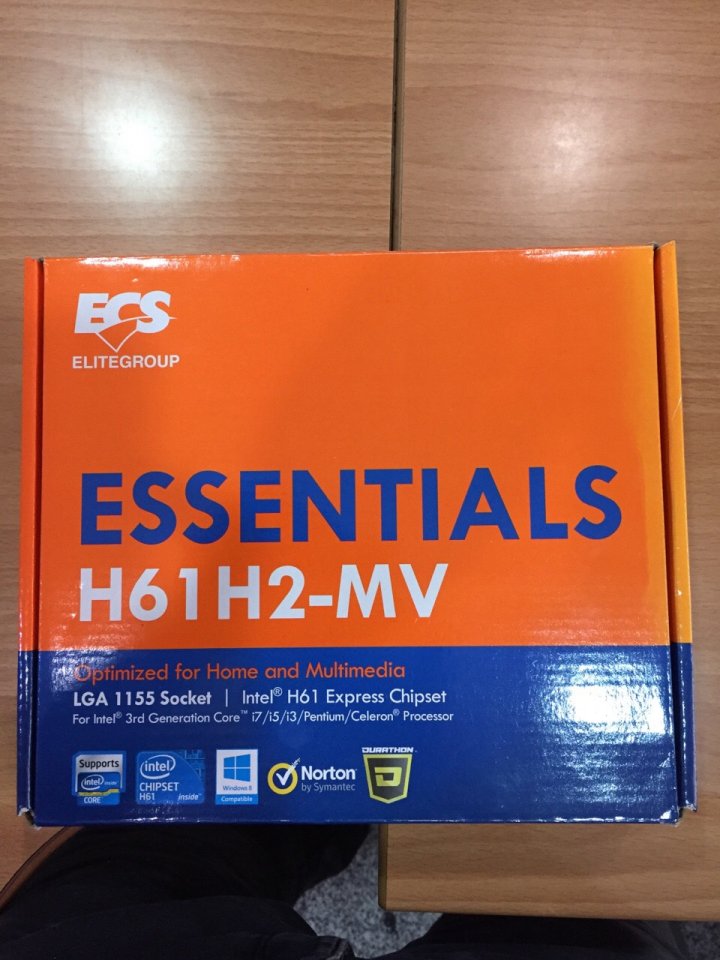 ECS
ELITEGROUP
ESSENTIALS
H61H2-MV
Optimized for Home and Multimedia
LGA 1155 Socket | Intel® H61 Express Chipset
For Intel® 3rd Generation Core™ i7/i5/i3/Pentium/Celeron® Processor
Supports
intel inside
CORE
intel
CHIPSET
H61
inside™
Windows 8
Compatible
Norton
by Symantec
DURATHON
D